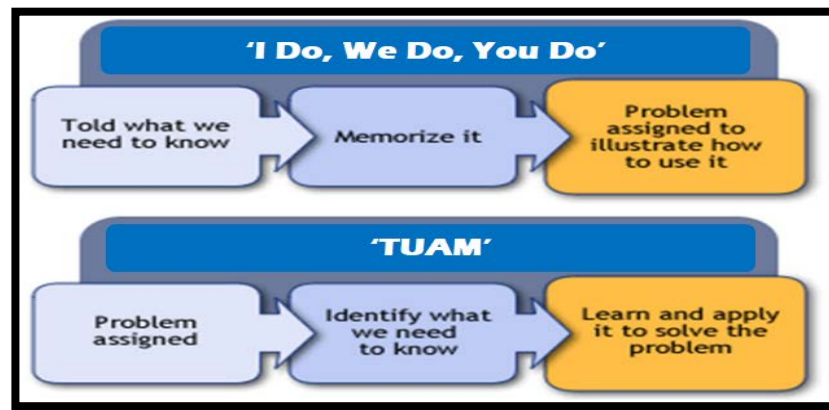 ‘I Do, We Do, You Do’
Told what we
need to know
Memorize it
Problem
assigned to
illustrate how
to use it
‘TUAM’
Problem
assigned
Identify what
we need
to know
Learn and apply
it to solve the
problem